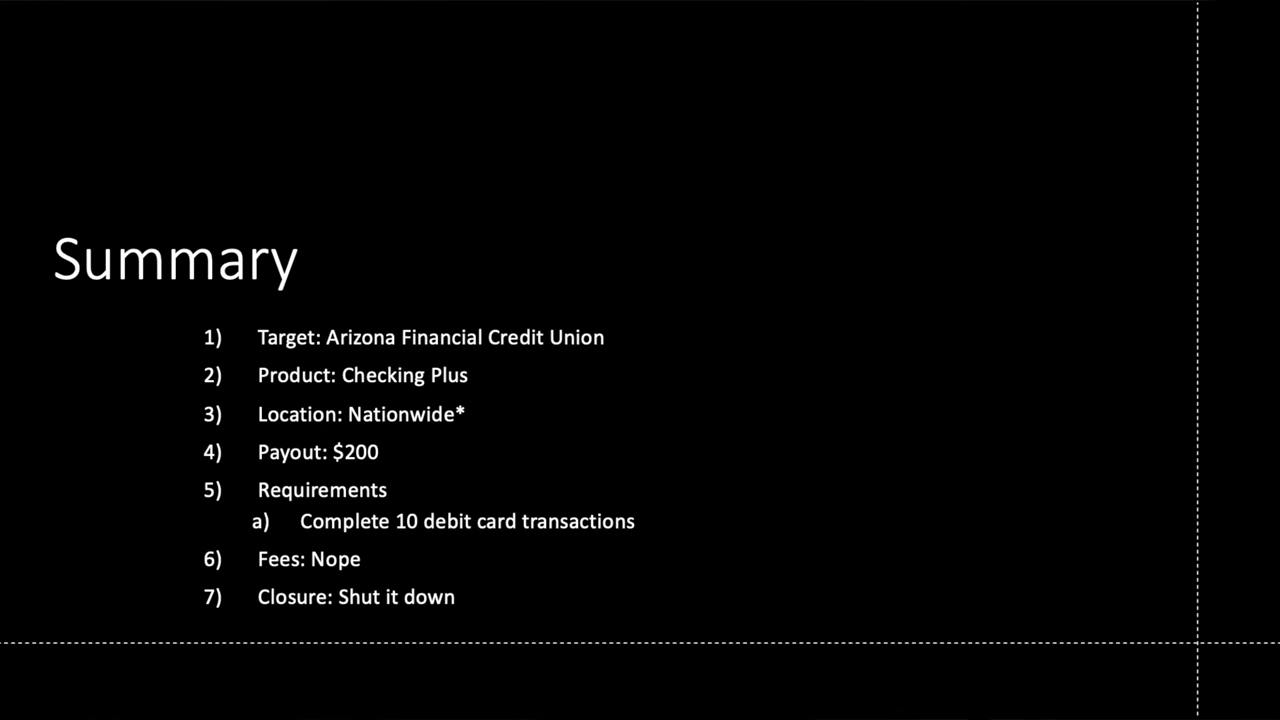 Summary
1) Target: Arizona Financial Credit Union
2) Product: Checking Plus
3) Location: Nationwide*
4) Payout: $200
5) Requirements
a) Complete 10 debit card transactions
6) Fees: Nope
7) Closure: Shut it down